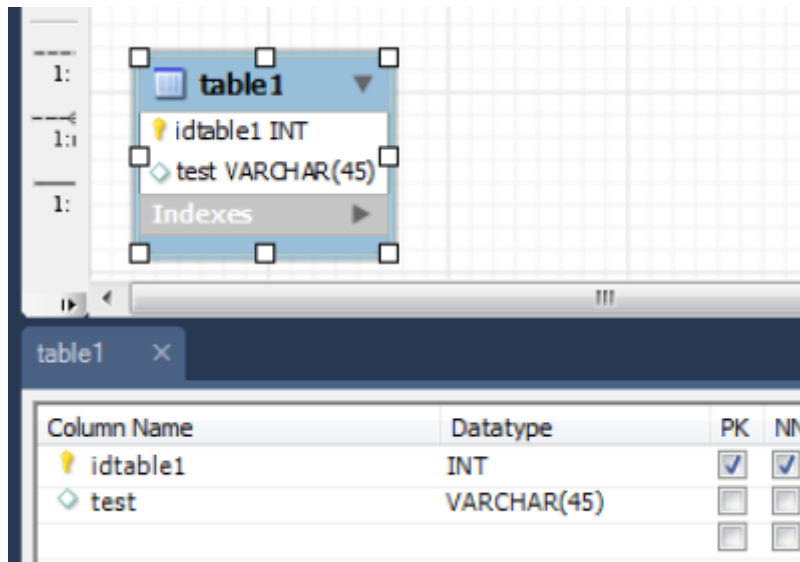 1:
table1
idtable1 INT
1:n
test VARCHAR(45)
1:
Indexes
table1
Column Name Datatype PK NN
idtable1 INT
test VARCHAR(45)